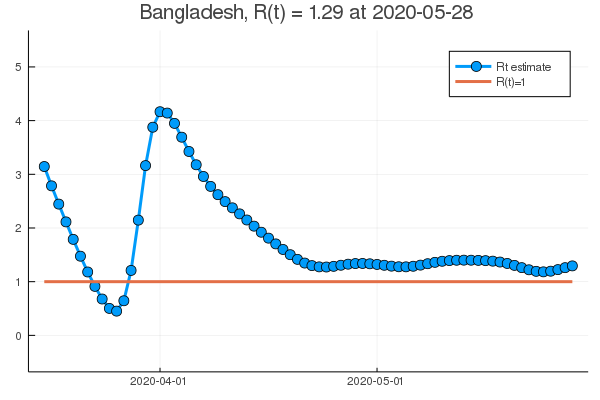 Bangladesh, R(t) = 1.29 at 2020-05-28
Rt estimate
R(t)=1
5
4
3
2
1
0
2020-04-01
2020-05-01